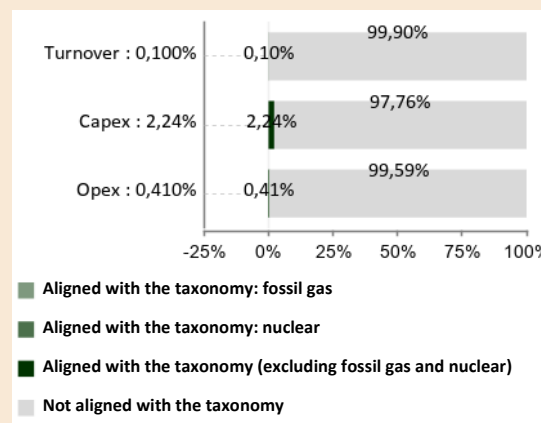 99,90%
Turnover : 0,100% 0,10%
97,76%
Capex : 2,24% 2,24%
99,59%
Opex : 0,410% 0,41%
-25% 0% 25% 50% 75% 100%
Aligned with the taxonomy: fossil gas
Aligned with the taxonomy: nuclear
Aligned with the taxonomy (excluding fossil gas and nuclear)
Not aligned with the taxonomy